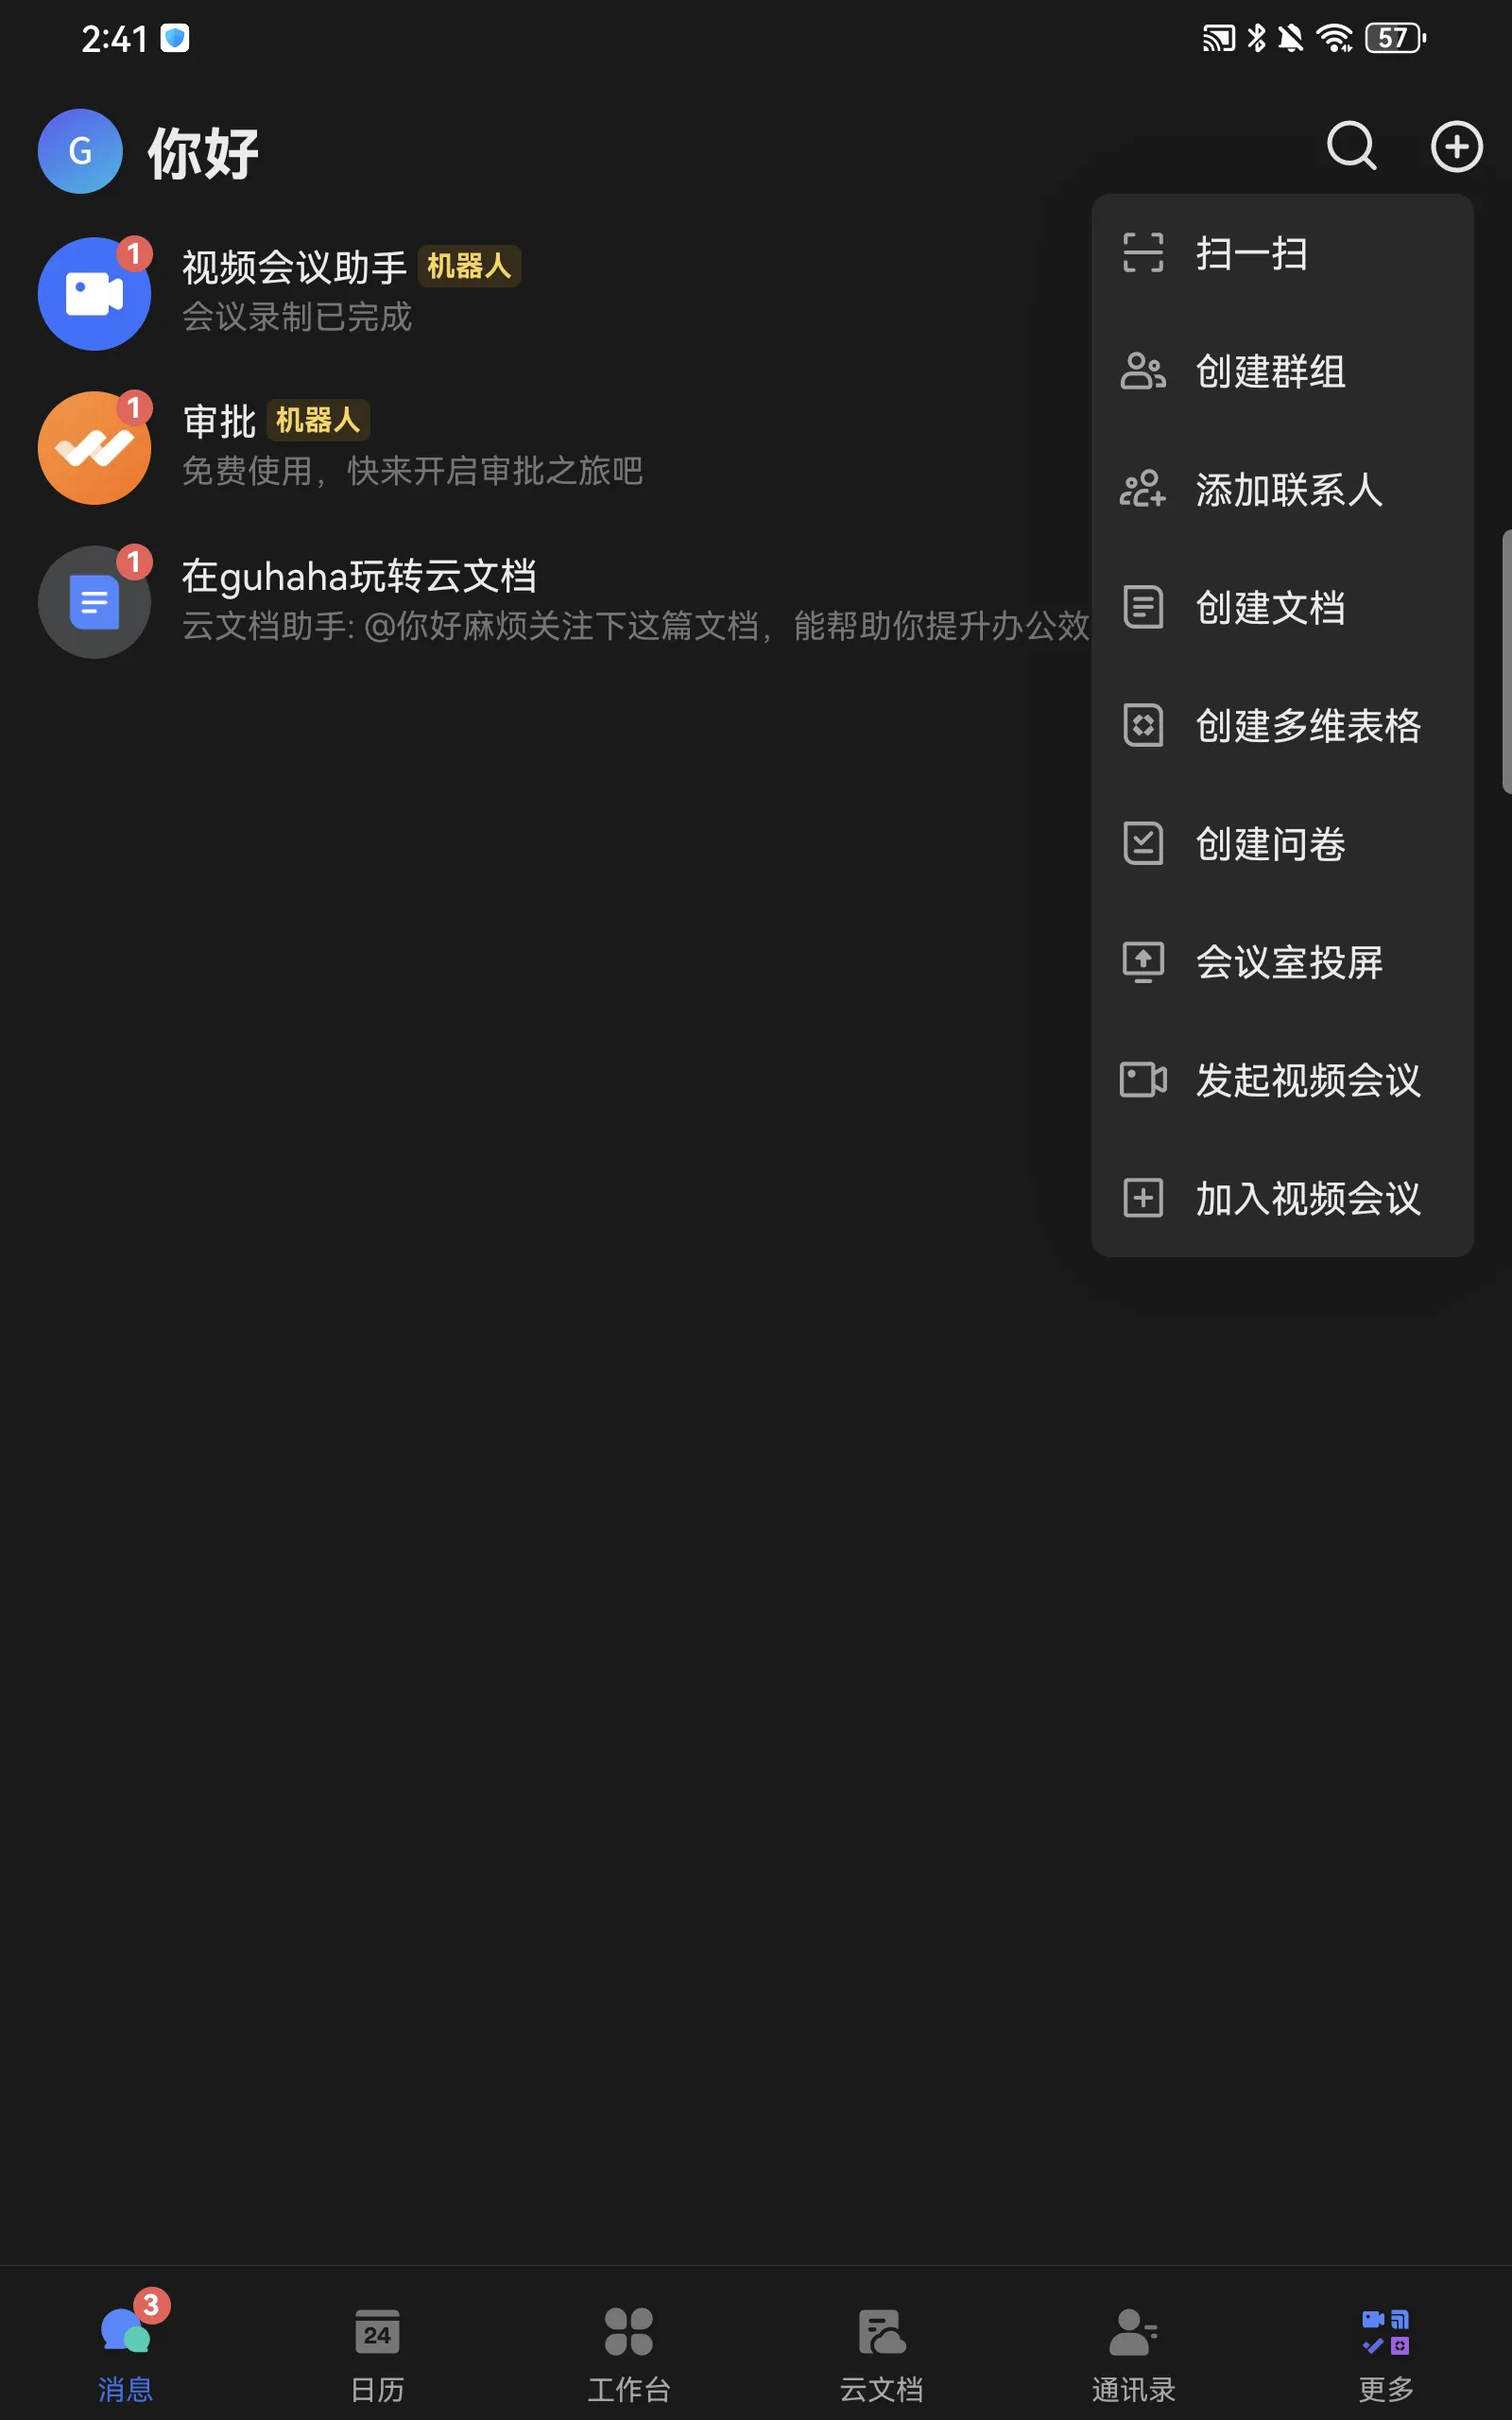 2:41
57
G
你好
1
视频会议助手 机器人
会议录制已完成
1
审批 机器人
免费使用，快来开启审批之旅吧
1
在guhaha玩转云文档
云文档助手: @你好麻烦关注下这篇文档，能帮助你提升办公效
扫一扫
创建群组
添加联系人
创建文档
创建多维表格
创建问卷
会议室投屏
发起视频会议
加入视频会议
3
消息
24
日历
工作台
云文档
通讯录
更多